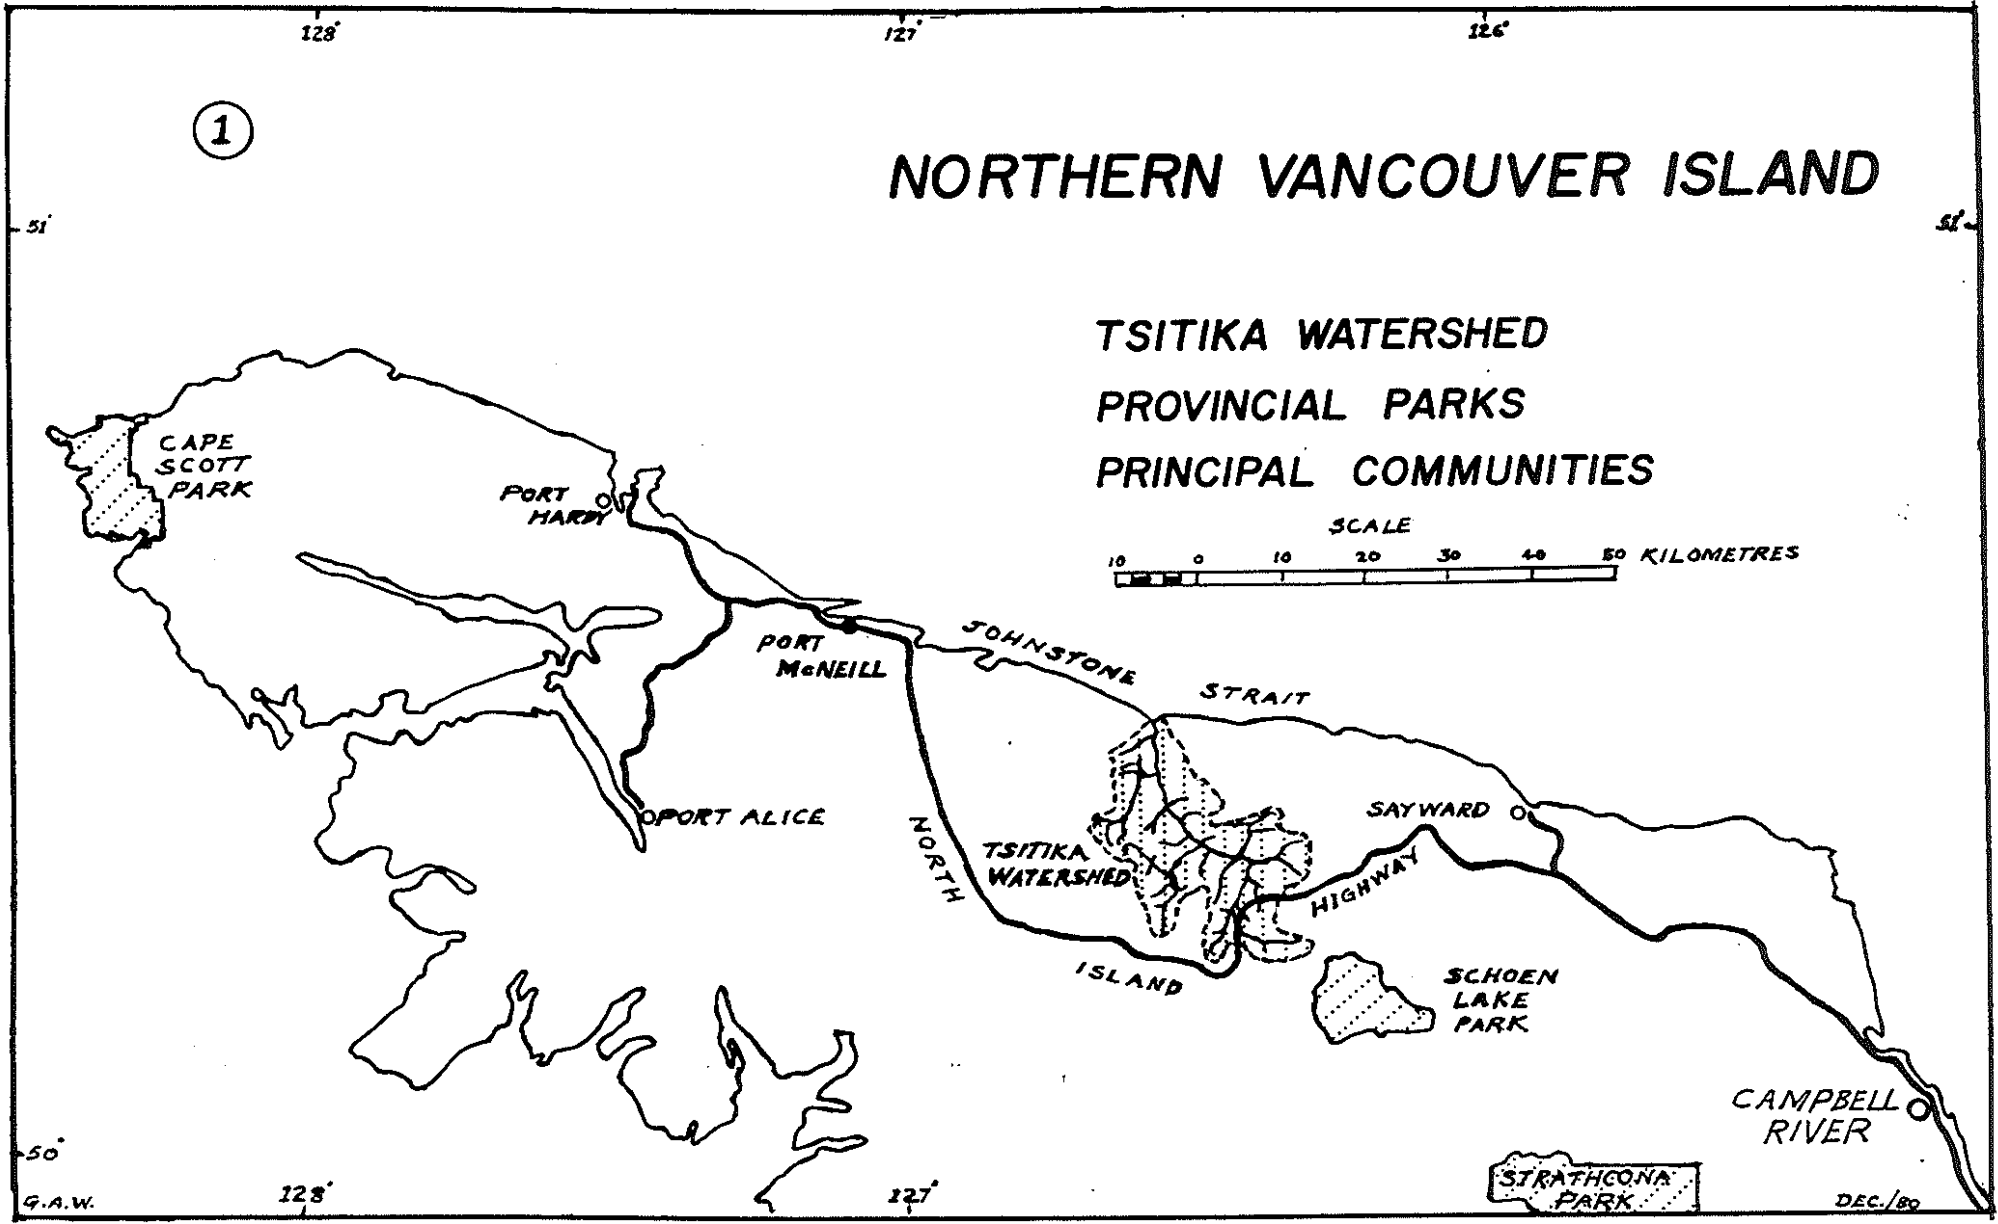 128°
127°
126°
1
NORTHERN VANCOUVER ISLAND
51°
51°
TSITIKA WATERSHED
PROVINCIAL PARKS
PRINCIPAL COMMUNITIES
SCALE
10 0 10 20 30 40 50 KILOMETRES
CAPE
SCOTT
PARK
PORT
HARDY
JOHNSTONE
STRAIT
PORT
McNEILL
PORT ALICE
SAYWARD
NORTH
TSITIKA
WATERSHED
HIGHWAY
ISLAND
SCHOEN
LAKE
PARK
CAMPBELL
RIVER
50°
STRATHCONA
PARK
G.A.W.
128°
127°
DEC./80